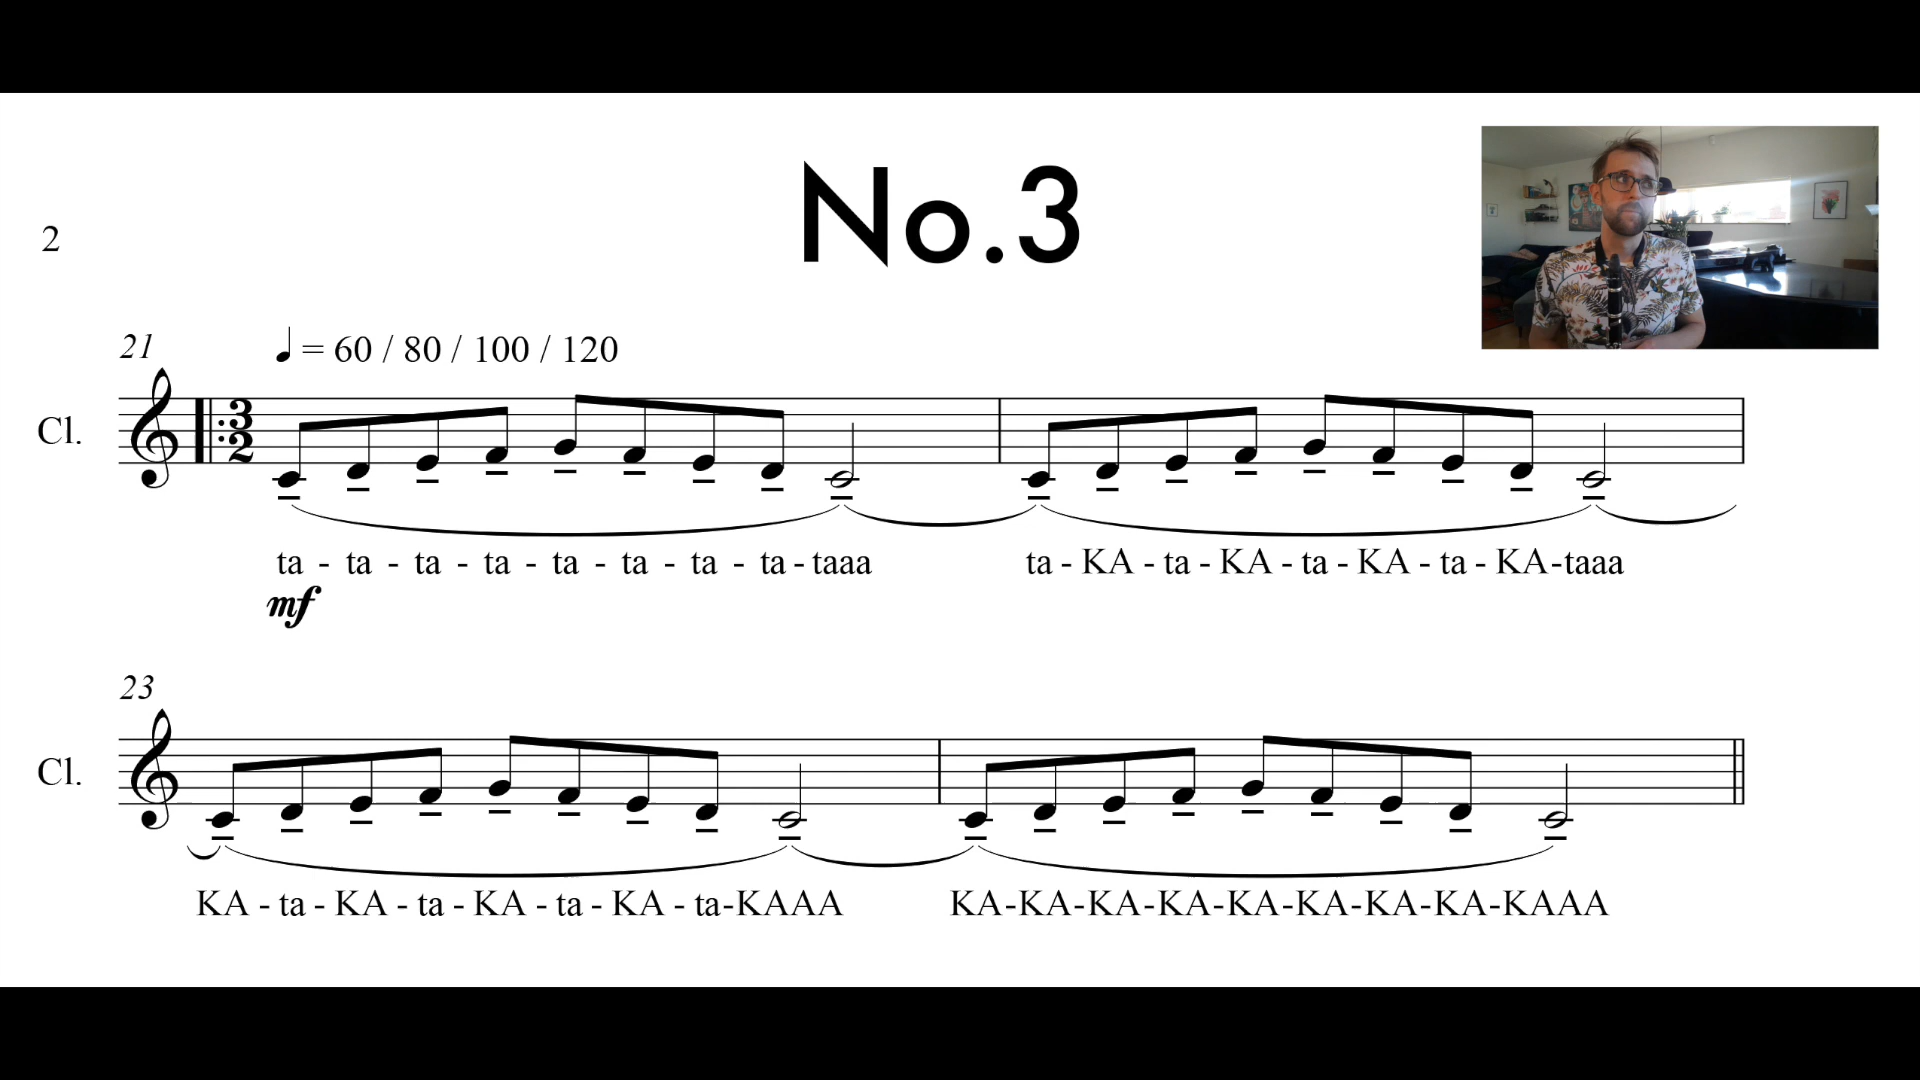 No.3
2
21
♩ = 60 / 80 / 100 / 120
Cl.
3
2
ta - ta - ta - ta - ta - ta - ta - ta - taaa ta - KA - ta - KA - ta - KA - ta - KA - taaa
mf
23
Cl.
KA - ta - KA - ta - KA - ta - KA - ta-KAAA KA-KA-KA-KA-KA-KA-KA-KA-KAAA